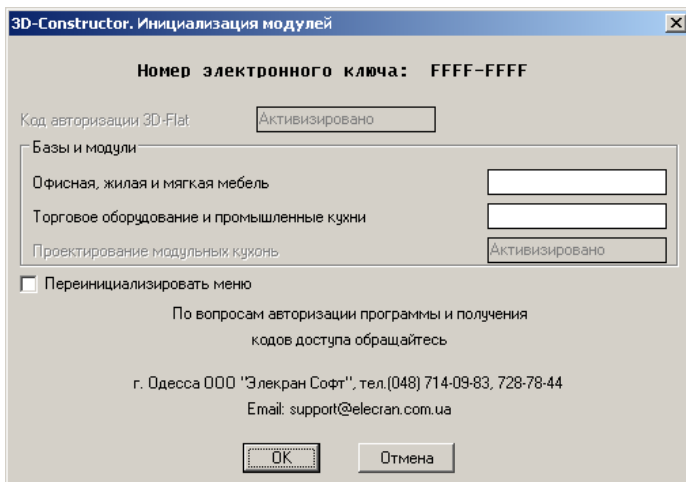 3D-Constructor. Инициализация модулей
Номер электронного ключа: FFFF-FFFF
Код авторизации 3D-Flat Активизировано
Базы и модули
Офисная, жилая и мягкая мебель
Торговое оборудование и промышленные кухни
Проектирование модульных кухонь Активизировано
Переинициализировать меню
По вопросам авторизации программы и получения
кодов доступа обращайтесь
г. Одесса ООО "Элекран Софт", тел.(048) 714-09-83, 728-78-44
Email: support@elecran.com.ua
OK Отмена